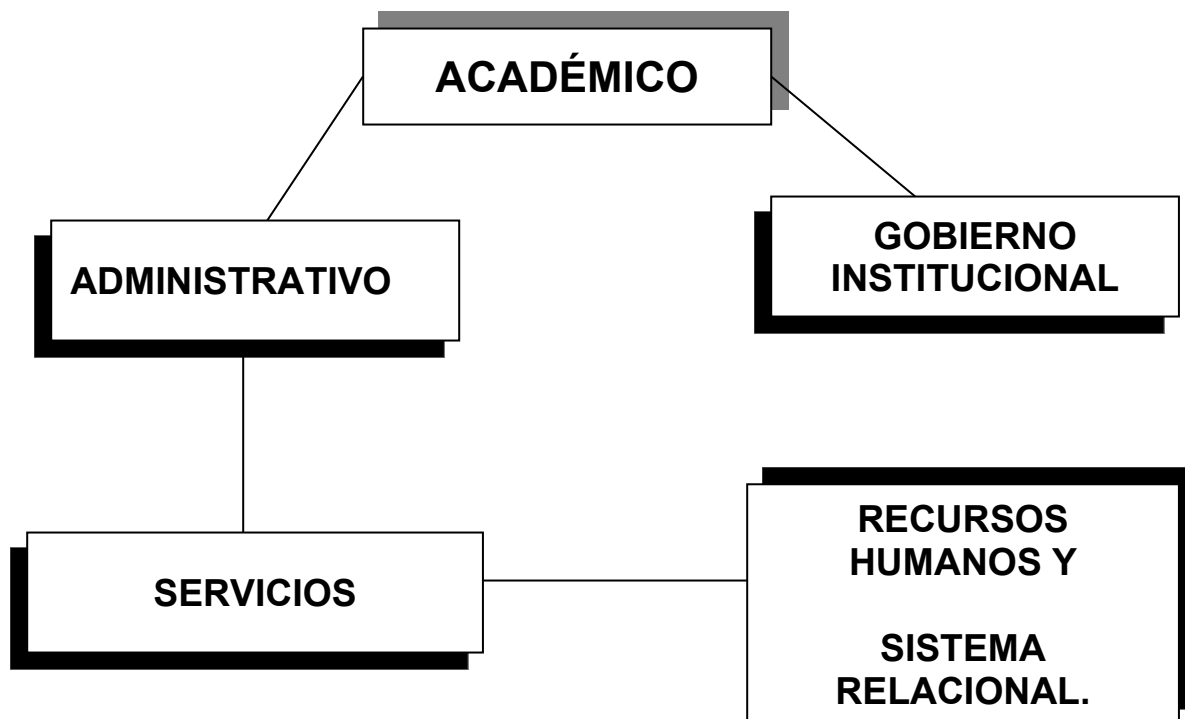 ACADÉMICO
GOBIERNO
INSTITUCIONAL
ADMINISTRATIVO
RECURSOS
HUMANOS Y
SERVICIOS
SISTEMA
RELACIONAL.